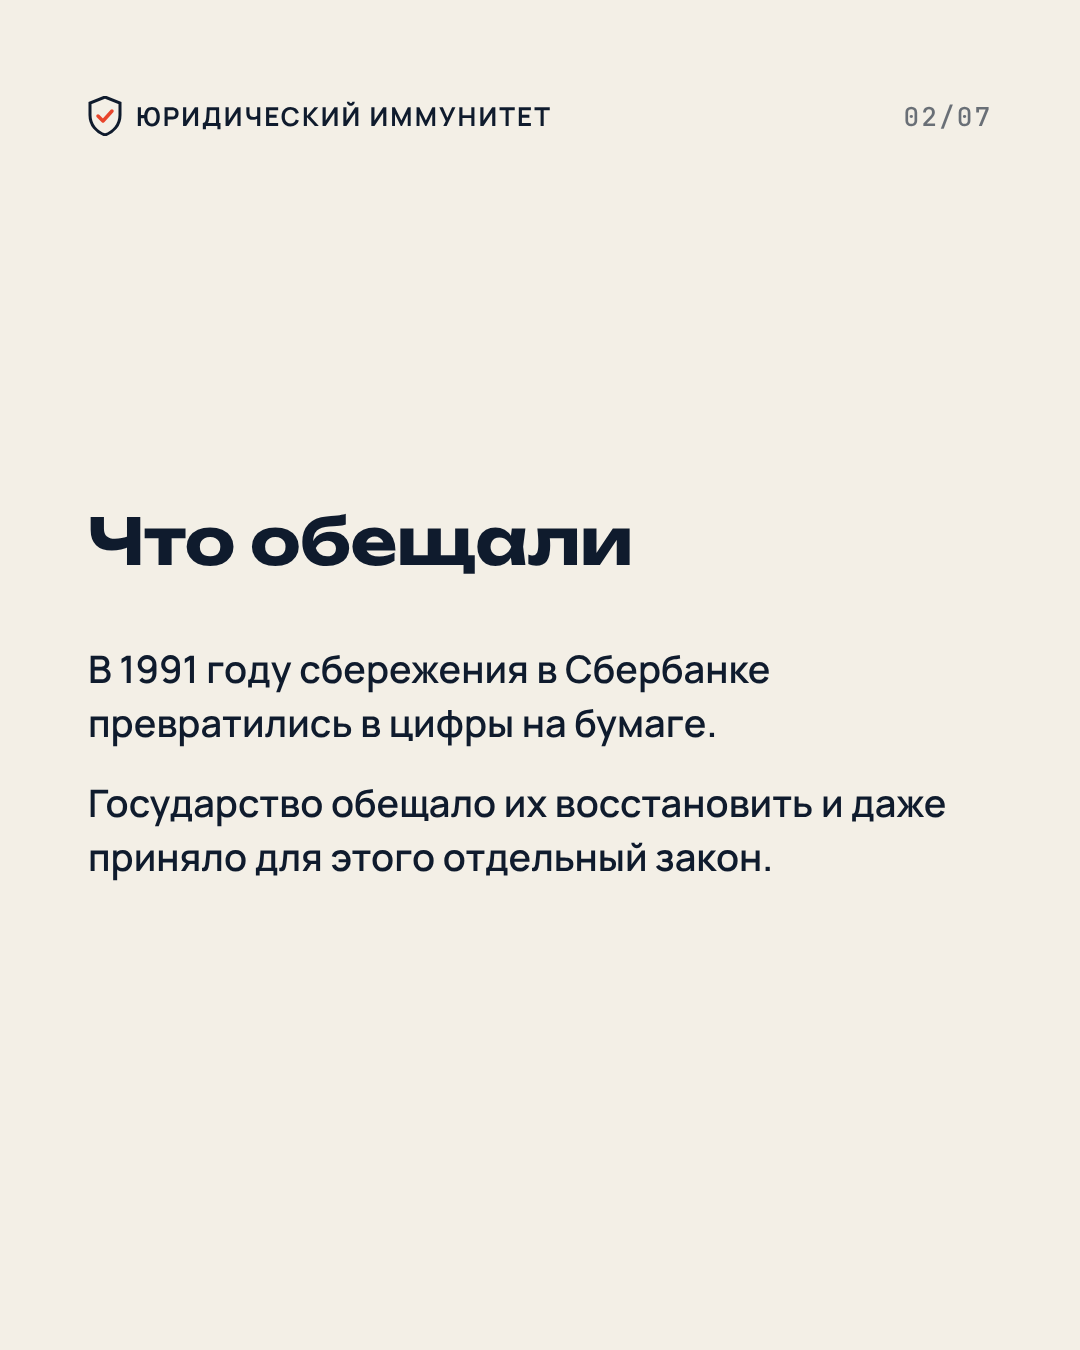 ЮРИДИЧЕСКИЙ ИММУНИТЕТ
02/07
Что обещали
В 1991 году сбережения в Сбербанке
превратились в цифры на бумаге.
Государство обещало их восстановить и даже
приняло для этого отдельный закон.